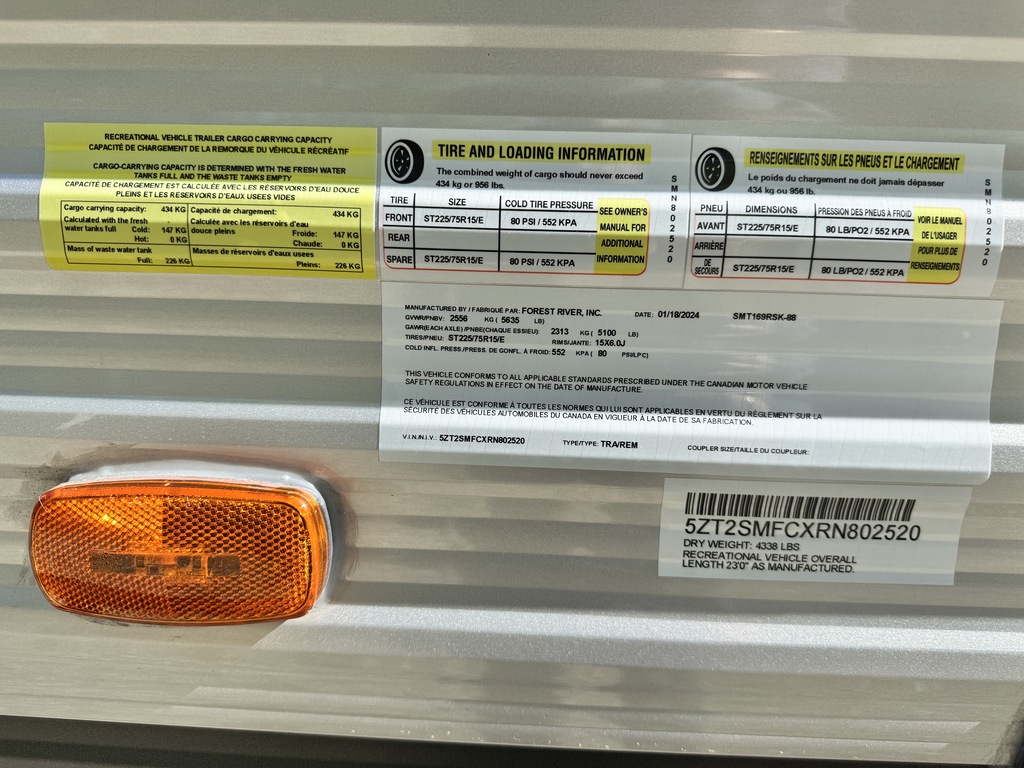 RECREATIONAL VEHICLE TRAILER CARGO CARRYING CAPACITY
CAPACITÉ DE CHARGEMENT DE LA REMORQUE DU VÉHICULE RÉCRÉATIF
CARGO-CARRYING CAPACITY IS DETERMINED WITH THE FRESH WATER
TANKS FULL AND THE WASTE TANKS EMPTY
CAPACITÉ DE CHARGEMENT EST CALCULÉE AVEC LES RÉSERVOIRS D'EAU DOUCE
PLEINS ET LES RÉSERVOIRS D'EAUX USEES VIDES
Cargo carrying capacity: 434 KG
Calculated with the fresh
water tanks full Cold: 147 KG
Hot: 0 KG
Mass of waste water tank
Full: 226 KG
Capacité de chargement: 434 KG
Calculée avec les réservoirs d'eau
douce pleins Froide: 147 KG
Chaude: 0 KG
Masses de réservoirs d'eaux usees
Pleins: 226 KG
TIRE AND LOADING INFORMATION
The combined weight of cargo should never exceed
434 kg or 956 lbs.
TIRE SIZE COLD TIRE PRESSURE
FRONT ST225/75R15/E 80 PSI / 552 KPA
REAR
SPARE ST225/75R15/E 80 PSI / 552 KPA
SEE OWNER'S
MANUAL FOR
ADDITIONAL
INFORMATION
SMN802520
RENSEIGNEMENTS SUR LES PNEUS ET LE CHARGEMENT
Le poids du chargement ne doit jamais dépasser
434 kg ou 956 lb.
PNEU DIMENSIONS PRESSION DES PNEUS À FROID
AVANT ST225/75R15/E 80 LB/PO2 / 552 KPA
ARRIÈRE
DE SECOURS ST225/75R15/E 80 LB/PO2 / 552 KPA
VOIR LE MANUEL
DE L'USAGER
POUR PLUS DE
RENSEIGNEMENTS
SMN802520
MANUFACTURED BY / FABRIQUÉ PAR: FOREST RIVER, INC. DATE: 01/18/2024 SMT169RSK-88
GVWR/PNBV: 2556 KG ( 5635 LB)
GAWR(EACH AXLE) /PNBE(CHAQUE ESSIEU): 2313 KG ( 5100 LB)
TIRES/PNEU: ST225/75R15/E RIMS/JANTE: 15X6.0J
COLD INFL. PRESS./PRESS. DE GONFL. À FROID: 552 KPA ( 80 PSI/LPC)
THIS VEHICLE CONFORMS TO ALL APPLICABLE STANDARDS PRESCRIBED UNDER THE CANADIAN MOTOR VEHICLE
SAFETY REGULATIONS IN EFFECT ON THE DATE OF MANUFACTURE.
CE VÉHICULE EST CONFORME À TOUTES LES NORMES QUI LUI SONT APPLICABLES EN VERTU DU RÈGLEMENT SUR LA
SÉCURITÉ DES VÉHICULES AUTOMOBILES DU CANADA EN VIGUEUR À LA DATE DE SA FABRICATION.
V.I.N./N.I.V.: 5ZT2SMFCXRN802520 TYPE/TYPE: TRA/REM COUPLER SIZE/TAILLE DU COUPLEUR:
5ZT2SMFCXRN802520
DRY WEIGHT: 4338 LBS
RECREATIONAL VEHICLE OVERALL
LENGTH 23'0" AS MANUFACTURED.